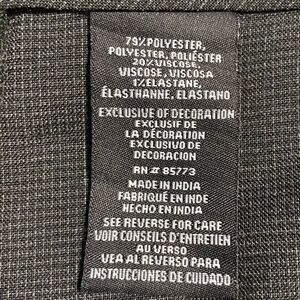 79% POLYESTER,
POLYESTER, POLIÉSTER
20% VISCOSE,
VISCOSE, VISCOSA
1% ELASTANE,
ÉLASTHANNE, ELASTANO
EXCLUSIVE OF DECORATION
EXCLUSIF DE
LA DÉCORATION
EXCLUSIVO DE
DECORACION
RN # 85773
MADE IN INDIA
FABRIQUÉ EN INDE
HECHO EN INDIA
SEE REVERSE FOR CARE
VOIR CONSEILS D'ENTRETIEN
AU VERSO
VEA AL REVERSO PARA
INSTRUCCIONES DE CUIDADO